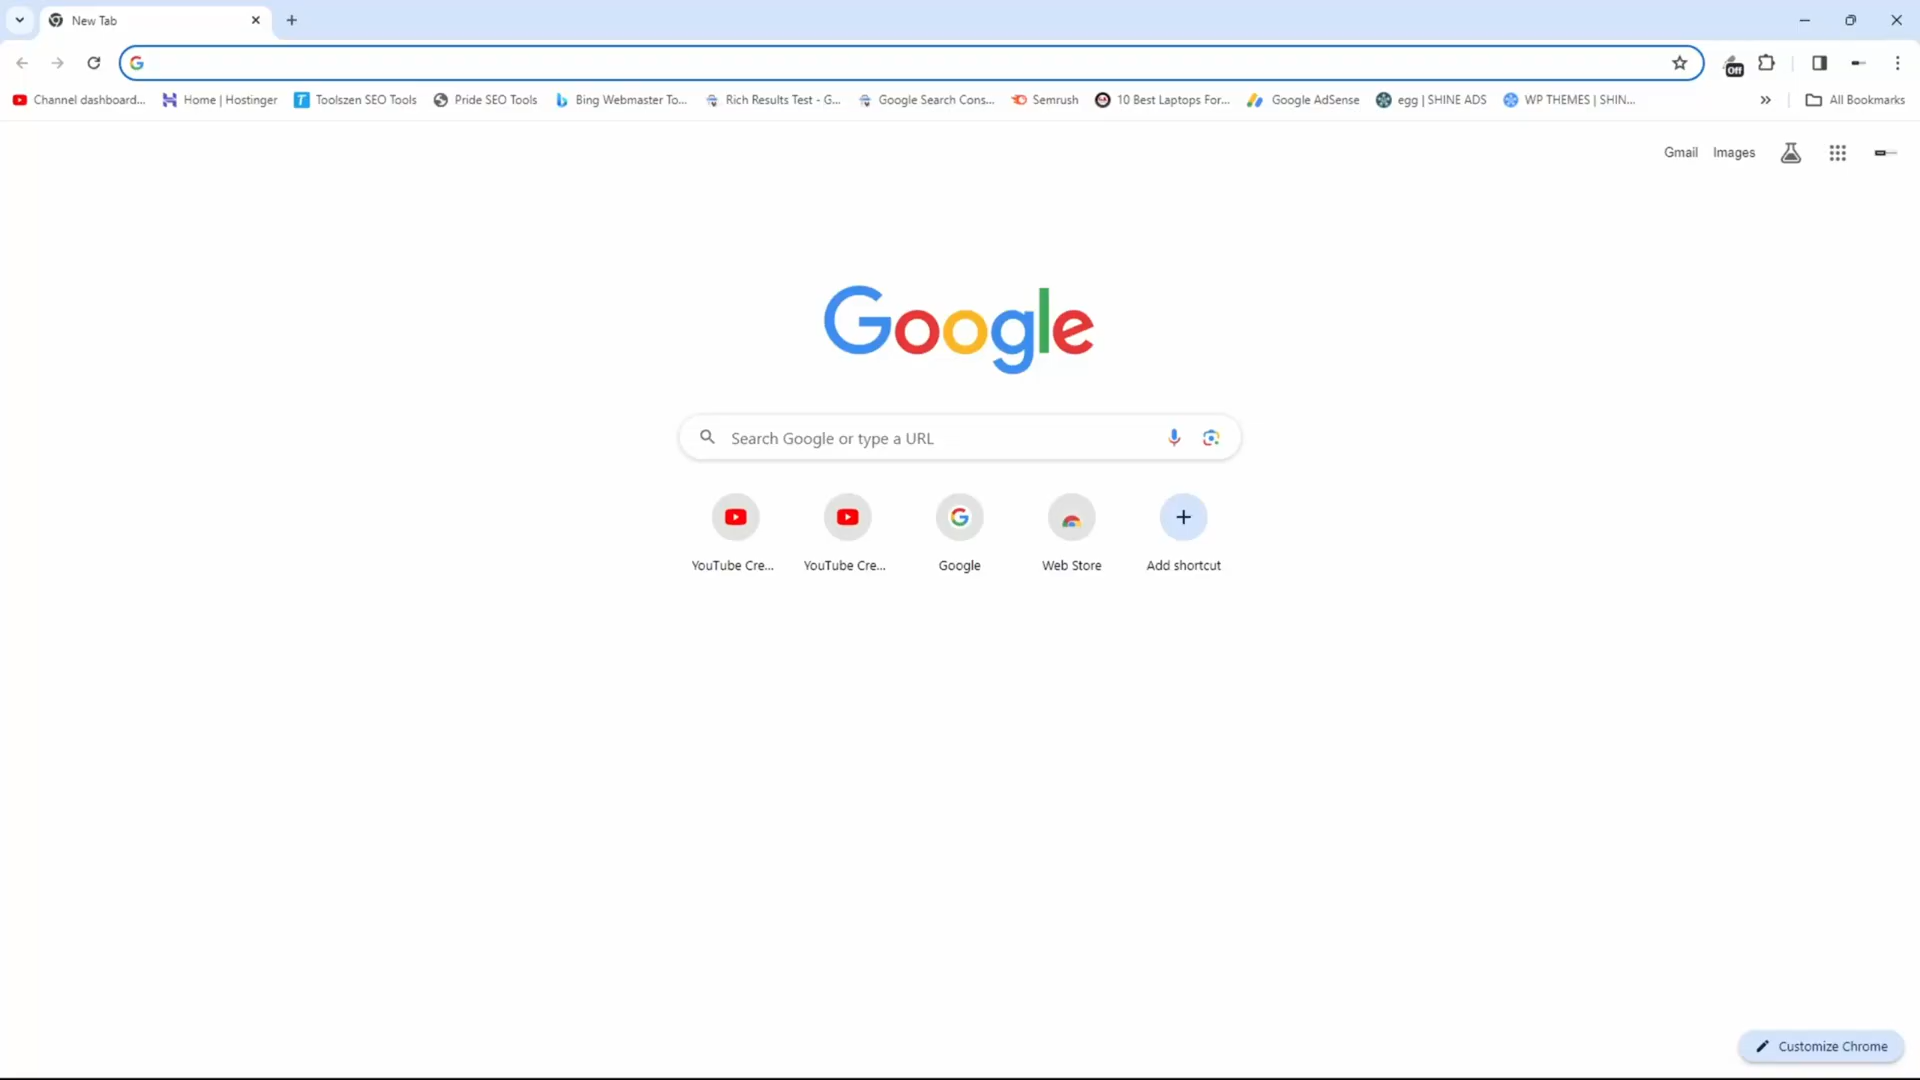 New Tab
Off
Channel dashboard...
Home | Hostinger
Toolszen SEO Tools
Pride SEO Tools
Bing Webmaster To...
Rich Results Test - G...
Google Search Cons...
Semrush
10 Best Laptops For...
Google AdSense
egg | SHINE ADS
WP THEMES | SHIN...
All Bookmarks
Gmail
Images
Google
Search Google or type a URL
YouTube Cre...
YouTube Cre...
Google
Web Store
Add shortcut
Customize Chrome